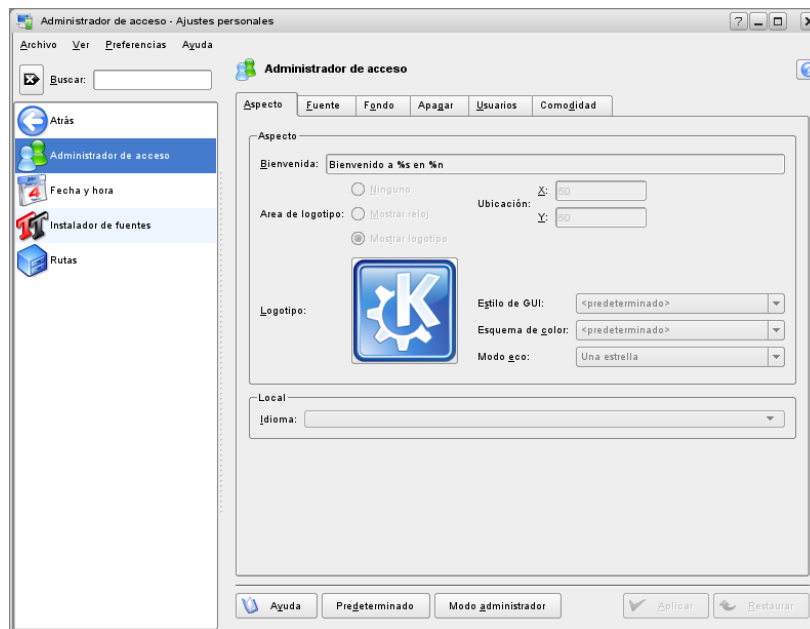 Administrador de acceso - Ajustes personales
Archivo Ver Preferencias Ayuda
Buscar:
Atrás
Administrador de acceso
Fecha y hora
Instalador de fuentes
Rutas
Administrador de acceso
Aspecto Fuente Fondo Apagar Usuarios Comodidad
Aspecto
Bienvenida: Bienvenido a %s en %n
Area de logotipo:
Ninguno
Mostrar reloj
Mostrar logotipo
Ubicación:
X: 50
Y: 50
Logotipo:
K
Estilo de GUI: <predeterminado>
Esquema de color: <predeterminado>
Modo eco: Una estrella
Local
Idioma:
Ayuda Predeterminado Modo administrador Aplicar Restaurar